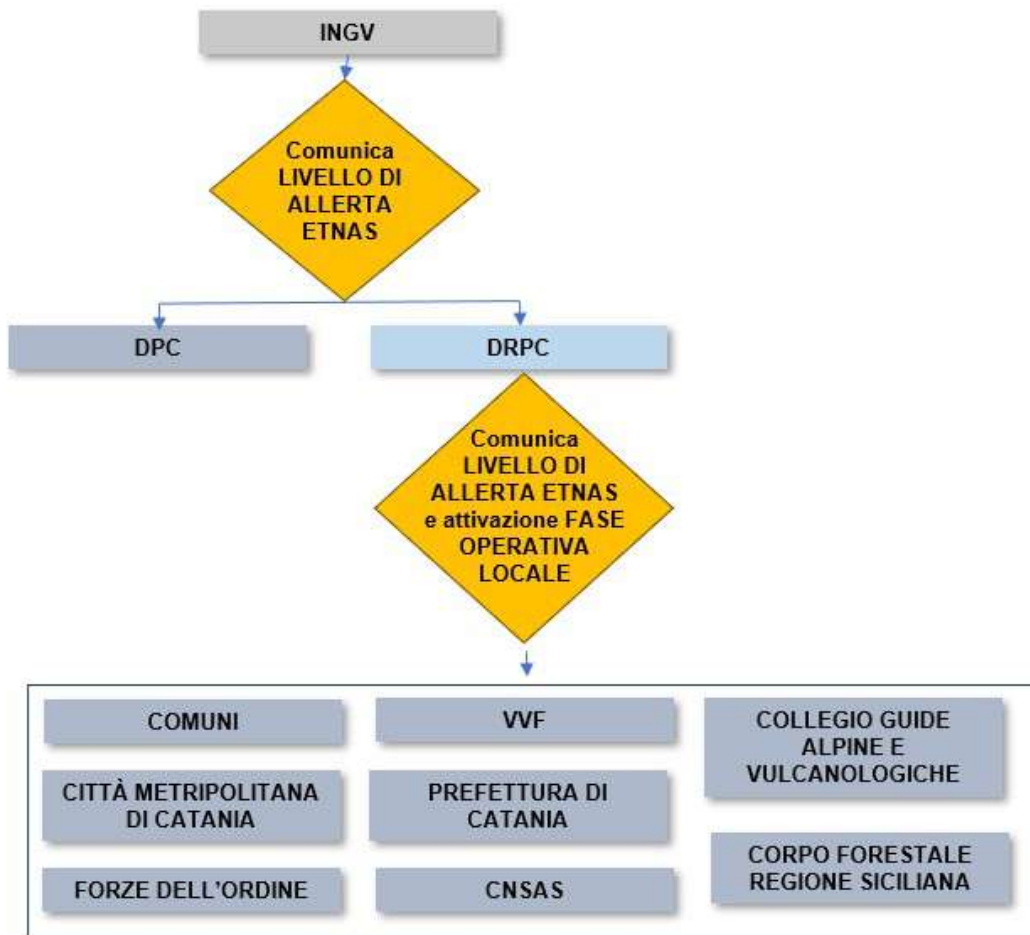 INGV
Comunica
LIVELLO DI
ALLERTA
ETNAS
DPC
DRPC
Comunica
LIVELLO DI
ALLERTA ETNAS
e attivazione FASE
OPERATIVA
LOCALE
COMUNI
VVF
COLLEGIO GUIDE
ALPINE E
VULCANOLOGICHE
CITTÀ METROPOLITANA
DI CATANIA
PREFETTURA DI
CATANIA
CORPO FORESTALE
REGIONE SICILIANA
FORZE DELL'ORDINE
CNSAS